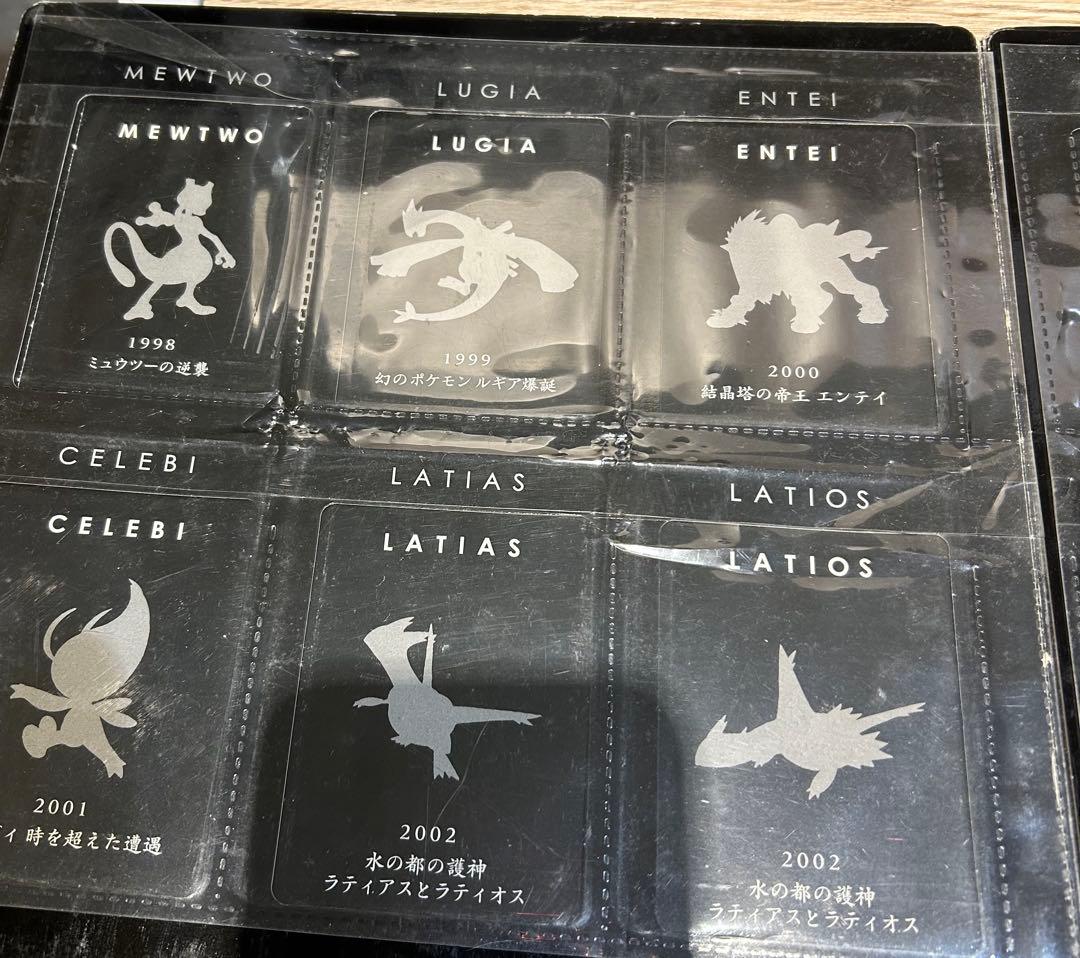 MEWTWO
LUGIA
ENTEI
MEWTWO
1998
ミュウツーの逆襲
LUGIA
1999
幻のポケモン ルギア爆誕
ENTEI
2000
結晶塔の帝王 エンテイ
CELEBI
LATIAS
LATIOS
CELEBI
2001
時を超えた遭遇
LATIAS
2002
水の都の護神
ラティアスとラティオス
LATIOS
2002
水の都の護神
ラティアスとラティオス